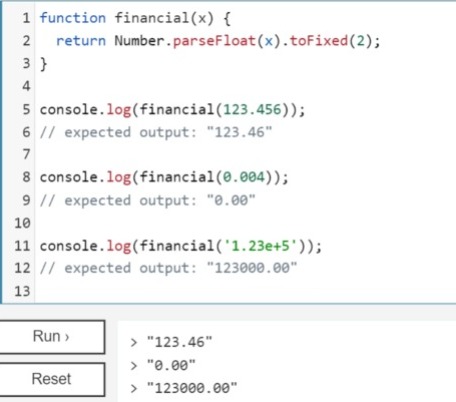 1 function financial(x) {
2   return Number.parseFloat(x).toFixed(2);
3 }
4
5 console.log(financial(123.456));
6 // expected output: "123.46"
7
8 console.log(financial(0.004));
9 // expected output: "0.00"
10
11 console.log(financial('1.23e+5'));
12 // expected output: "123000.00"
13
Run ›
> "123.46"
> "0.00"
Reset
> "123000.00"